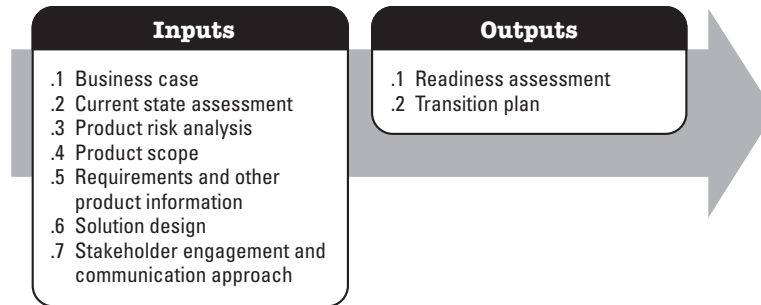 Inputs
.1 Business case
.2 Current state assessment
.3 Product risk analysis
.4 Product scope
.5 Requirements and other
product information
.6 Solution design
.7 Stakeholder engagement and
communication approach
Outputs
.1 Readiness assessment
.2 Transition plan